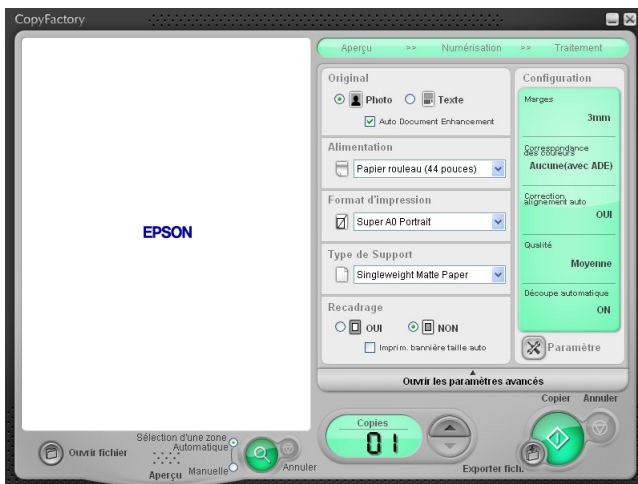 CopyFactory
Aperçu >> Numérisation >> Traitement
Original
Photo
Texte
Auto Document Enhancement
Alimentation
Papier rouleau (44 pouces)
Format d'impression
Super A0 Portrait
Type de Support
Singleweight Matte Paper
Recadrage
OUI
NON
Imprim. bannière taille auto
Configuration
Marges
3mm
Correspondance
des couleurs
Aucune(avec ADE)
Correction
alignement auto
OUI
Qualité
Moyenne
Découpe automatique
ON
Paramètre
Ouvrir les paramètres avancés
EPSON
Ouvrir fichier
Sélection d'une zone
Automatique
Manuelle
Aperçu
Annuler
Copies
01
Copier
Annuler
Exporter fich.